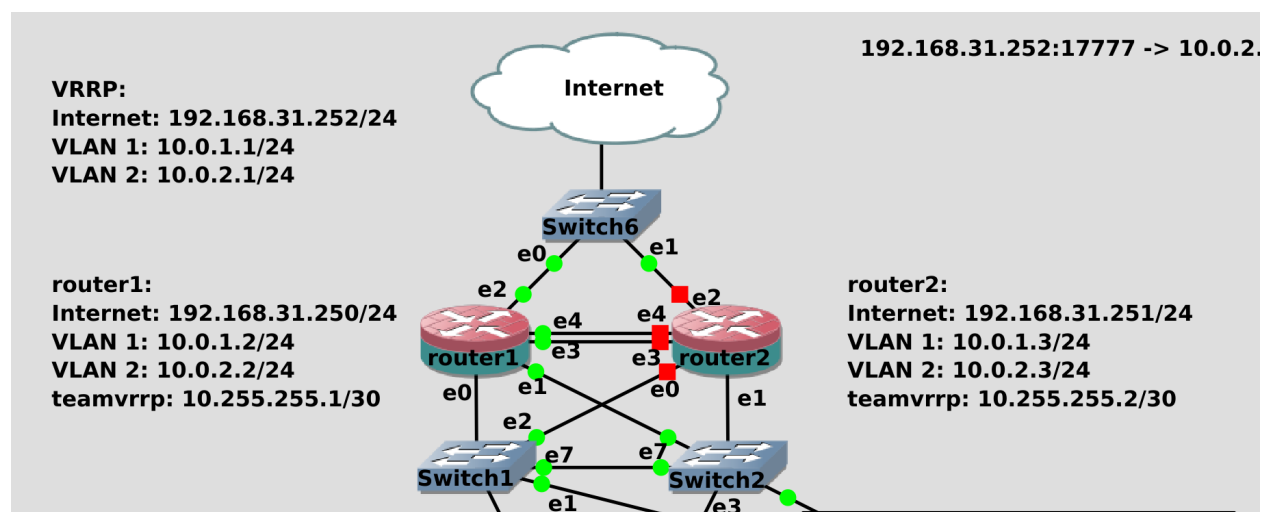 192.168.31.252:17777 -> 10.0.2.
Internet
VRRP:
Internet: 192.168.31.252/24
VLAN 1: 10.0.1.1/24
VLAN 2: 10.0.2.1/24
Switch6
e0
e1
router1:
Internet: 192.168.31.250/24
VLAN 1: 10.0.1.2/24
VLAN 2: 10.0.2.2/24
teamvrrp: 10.255.255.1/30
e2
e2
e4
e4
e3
e3
router1
router2
router2:
Internet: 192.168.31.251/24
VLAN 1: 10.0.1.3/24
VLAN 2: 10.0.2.3/24
teamvrrp: 10.255.255.2/30
e0
e1
e0
e1
e2
e7
e7
Switch1
Switch2
e1
e3